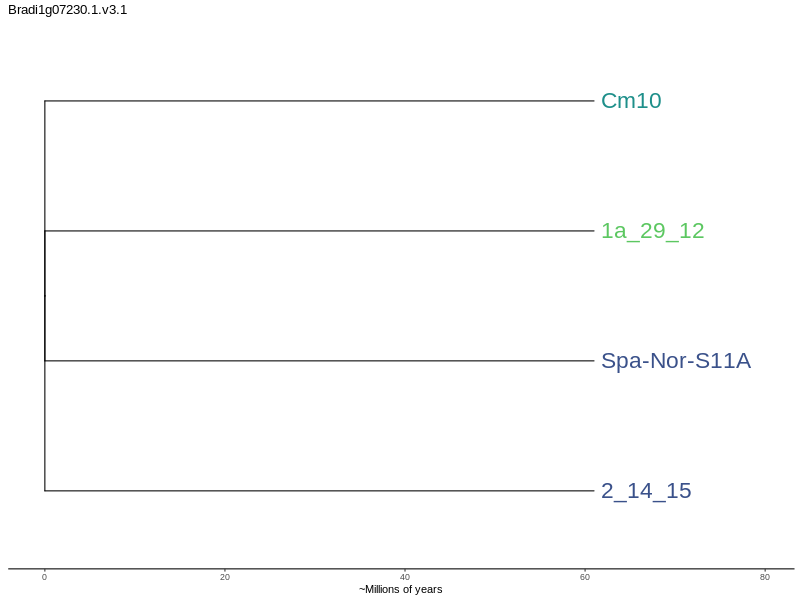 Bradi1g07230.1.v3.1
Cm10
1a_29_12
Spa-Nor-S11A
2_14_15
0 20 40 60 80
~Millions of years